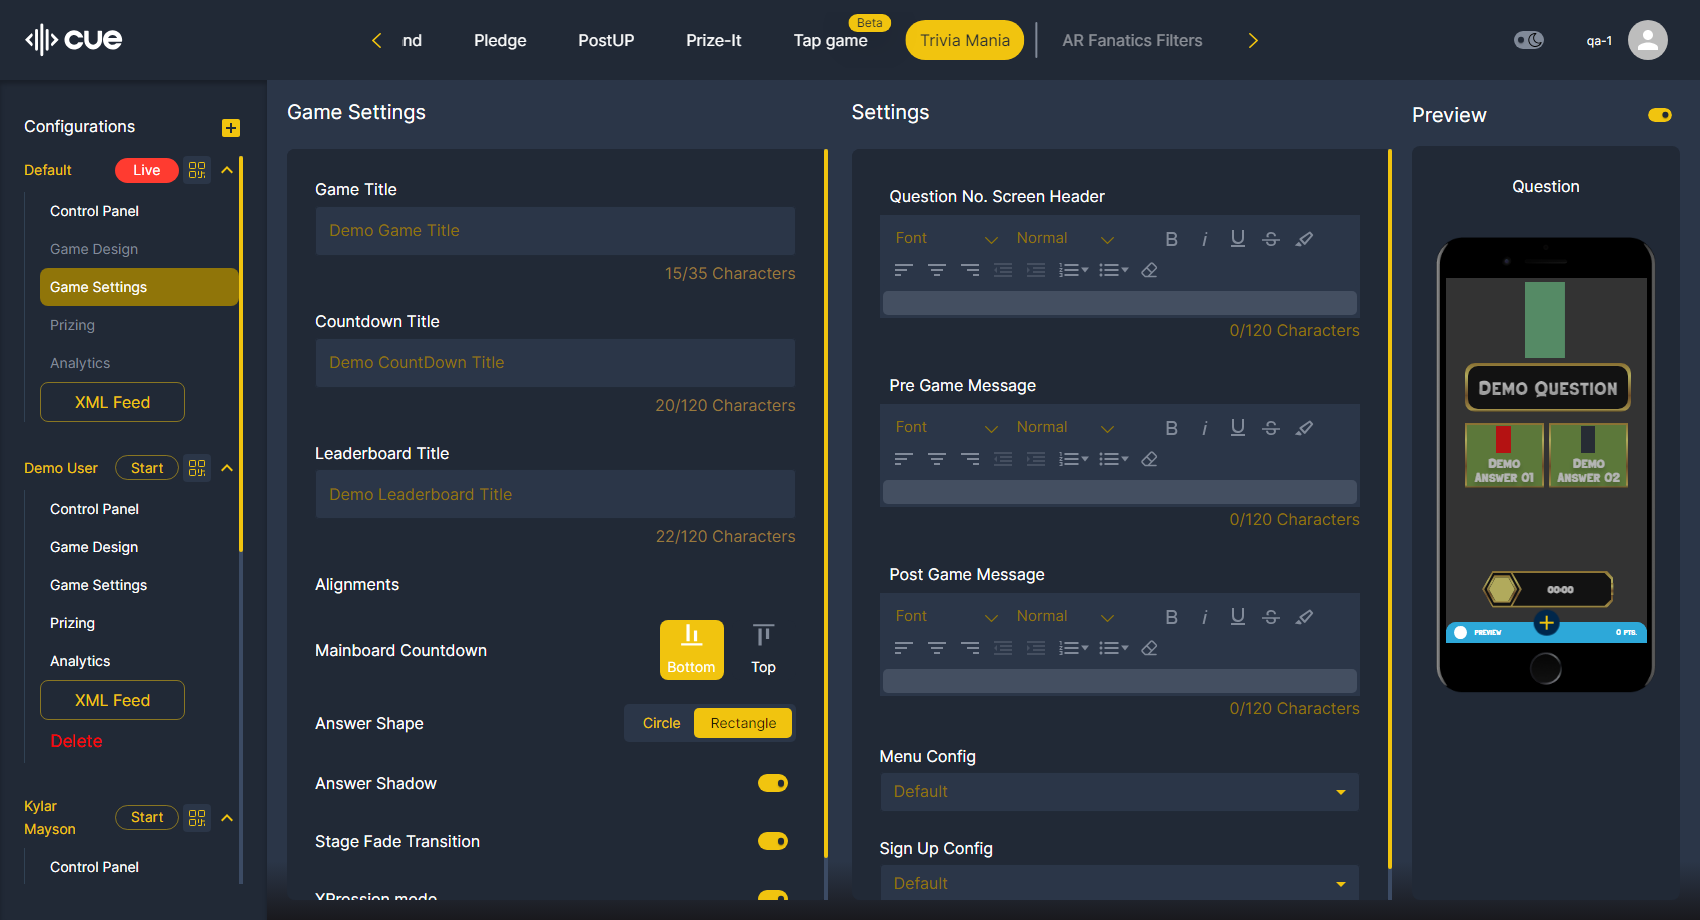 cue
nd
Pledge
PostUP
Prize-It
Tap game
Beta
Trivia Mania
AR Fanatics Filters
qa-1
Configurations
Default
Live
Control Panel
Game Design
Game Settings
Prizing
Analytics
XML Feed
Demo User
Start
Control Panel
Game Design
Game Settings
Prizing
Analytics
XML Feed
Delete
Kylar
Mayson
Start
Control Panel
Game Settings
Game Title
Demo Game Title
15/35 Characters
Countdown Title
Demo CountDown Title
20/120 Characters
Leaderboard Title
Demo Leaderboard Title
22/120 Characters
Alignments
Mainboard Countdown
Bottom
Top
Answer Shape
Circle
Rectangle
Answer Shadow
Stage Fade Transition
XPression mode
Settings
Question No. Screen Header
Font
Normal
0/120 Characters
Pre Game Message
Font
Normal
0/120 Characters
Post Game Message
Font
Normal
0/120 Characters
Menu Config
Default
Sign Up Config
Default
Preview
Question
DEMO QUESTION
DEMO
ANSWER 01
DEMO
ANSWER 02
00:00
PREVIEW
0 PTS.